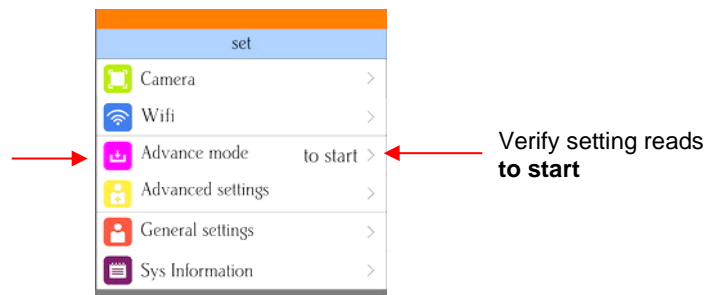 set
Camera
Wifi
Advance mode to start
Advanced settings
General settings
Sys Information
Verify setting reads
to start